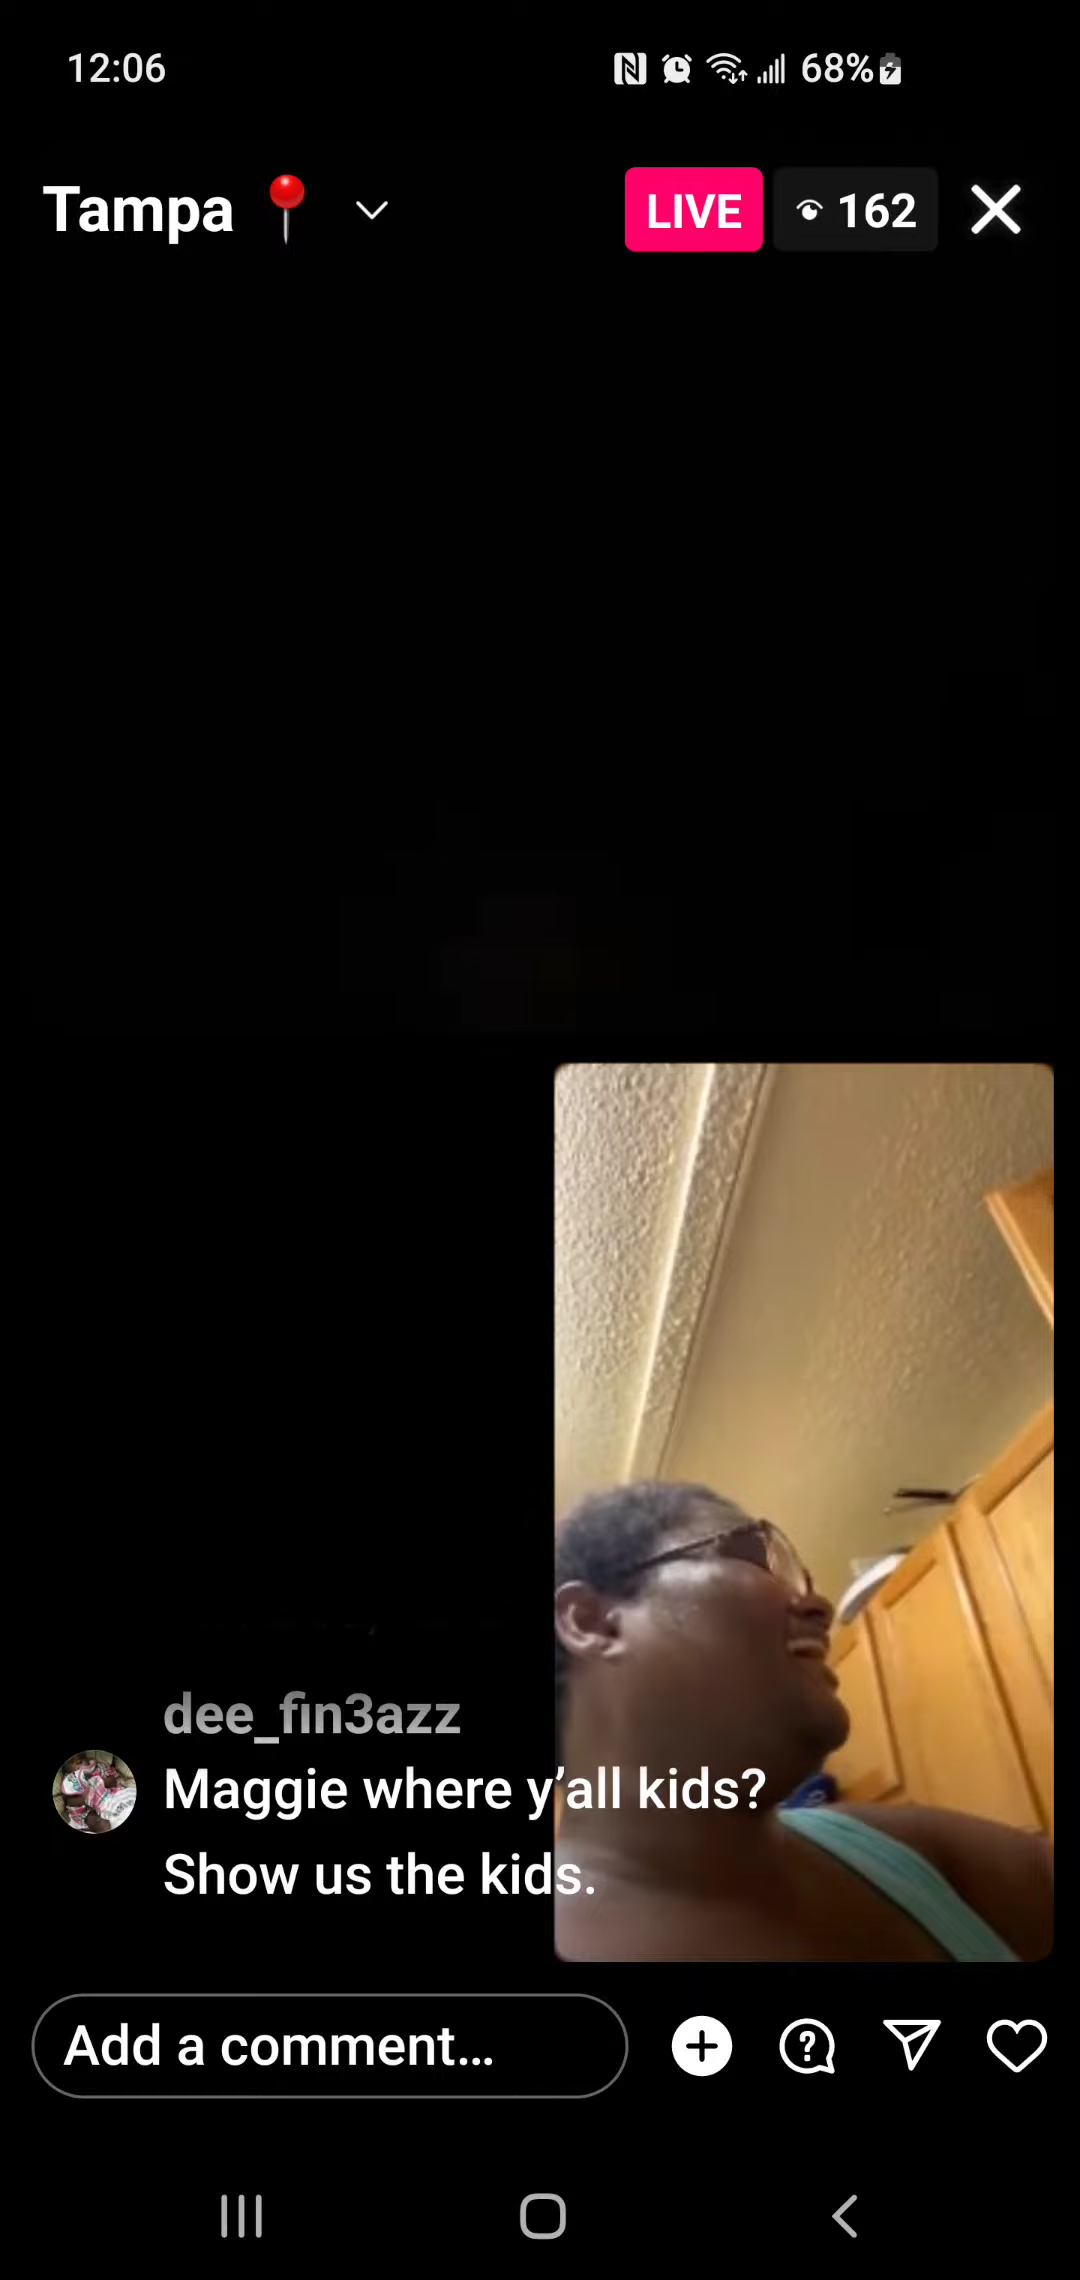 12:06 68%
Tampa 📍 LIVE 162
dee_fin3azz
Maggie where y’all kids?
Show us the kids.
Add a comment...